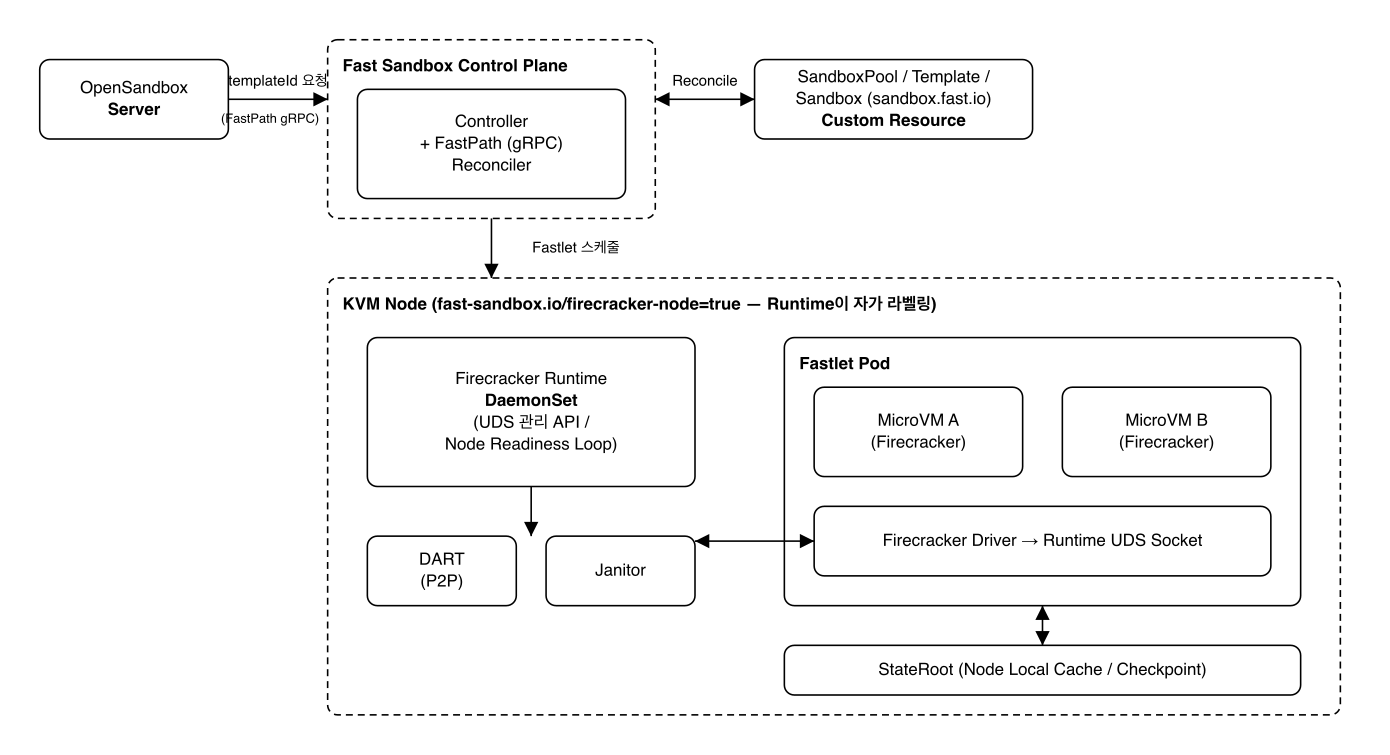 OpenSandbox
Server
templateId 요청
(FastPath gRPC)
Fast Sandbox Control Plane
Controller
+ FastPath (gRPC)
Reconciler
Reconcile
SandboxPool / Template /
Sandbox (sandbox.fast.io)
Custom Resource
Fastlet 스케줄
KVM Node (fast-sandbox.io/firecracker-node=true — Runtime이 자가 라벨링)
Firecracker Runtime
DaemonSet
(UDS 관리 API /
Node Readiness Loop)
DART
(P2P)
Janitor
Fastlet Pod
MicroVM A
(Firecracker)
MicroVM B
(Firecracker)
Firecracker Driver → Runtime UDS Socket
StateRoot (Node Local Cache / Checkpoint)